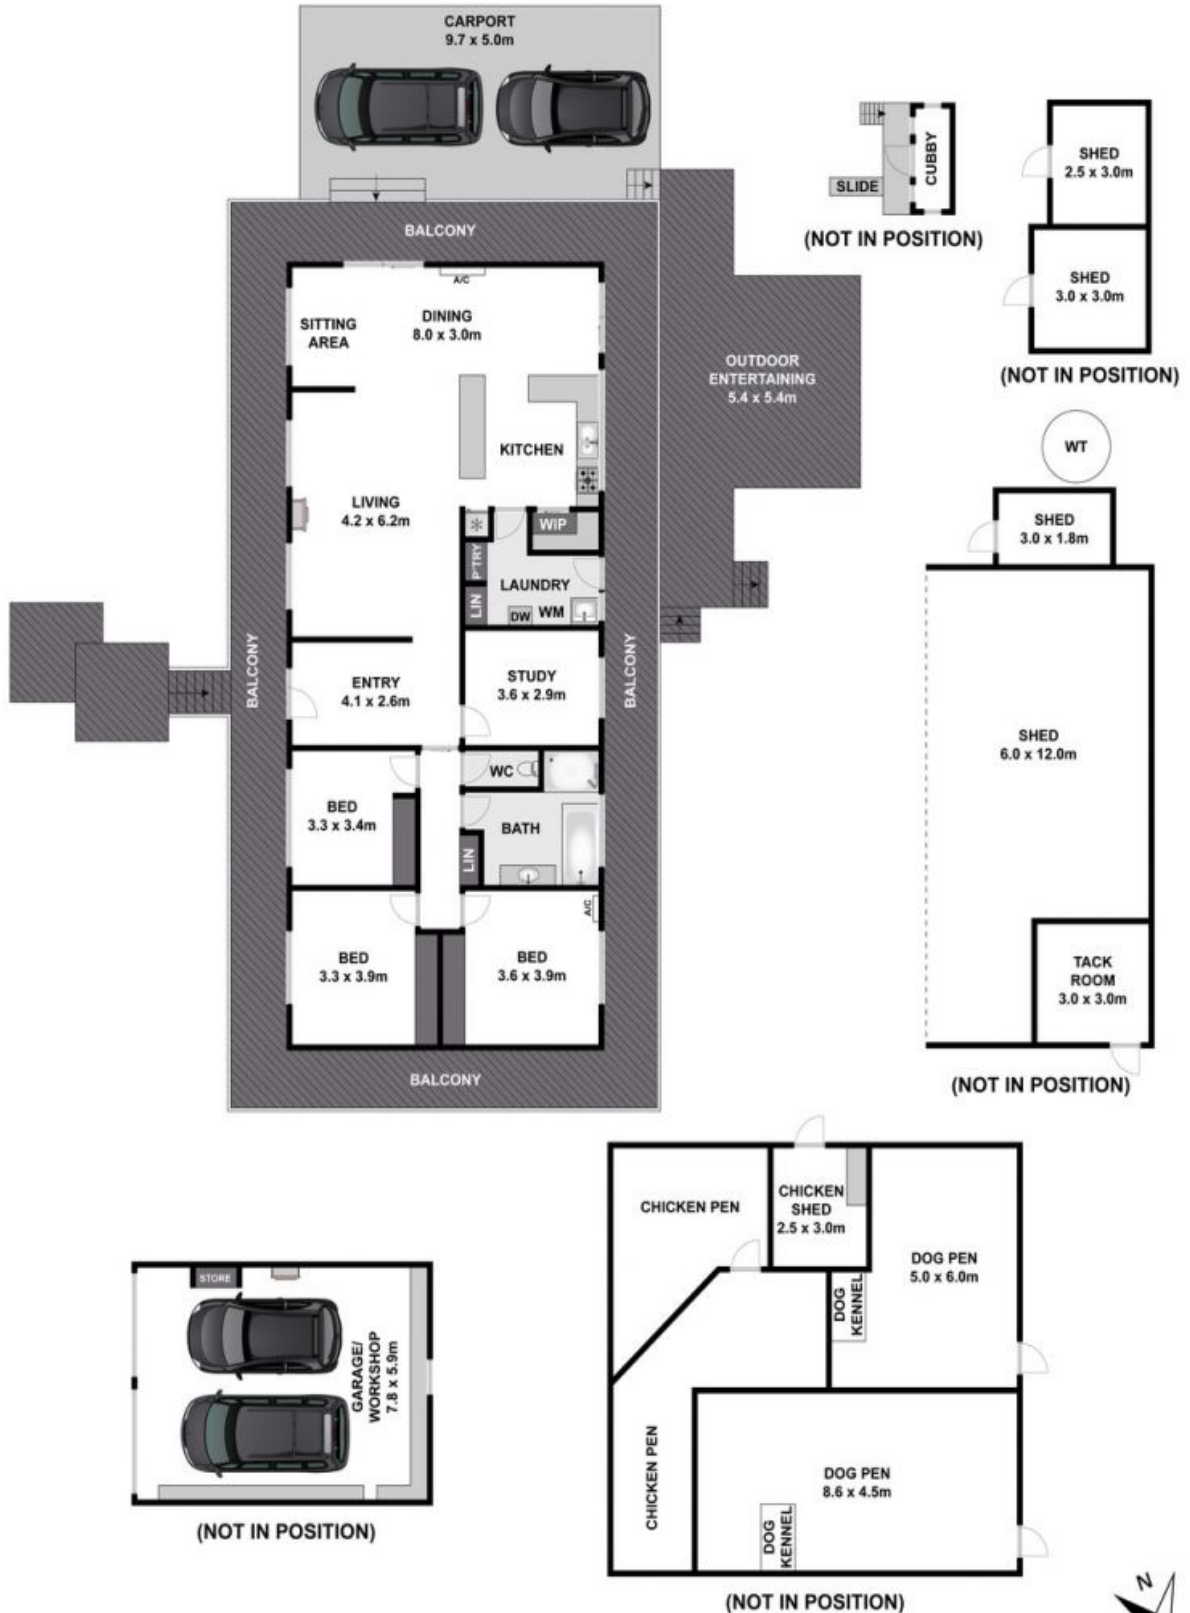 CARPORT
9.7 x 5.0m
BALCONY
A/C
SITTING
AREA
DINING
8.0 x 3.0m
OUTDOOR
ENTERTAINING
5.4 x 5.4m
KITCHEN
LIVING
4.2 x 6.2m
WIP
P'TRY
LAUNDRY
LIN
DW
WM
BALCONY
ENTRY
4.1 x 2.6m
STUDY
3.6 x 2.9m
BALCONY
WC
BED
3.3 x 3.4m
BATH
LIN
A/C
BED
3.3 x 3.9m
BED
3.6 x 3.9m
BALCONY
SLIDE
CUBBY
(NOT IN POSITION)
SHED
2.5 x 3.0m
SHED
3.0 x 3.0m
(NOT IN POSITION)
WT
SHED
3.0 x 1.8m
SHED
6.0 x 12.0m
TACK
ROOM
3.0 x 3.0m
(NOT IN POSITION)
STORE
GARAGE/
WORKSHOP
7.8 x 5.9m
(NOT IN POSITION)
CHICKEN PEN
CHICKEN
SHED
2.5 x 3.0m
DOG PEN
5.0 x 6.0m
DOG
KENNEL
CHICKEN PEN
DOG PEN
8.6 x 4.5m
DOG
KENNEL
(NOT IN POSITION)
N